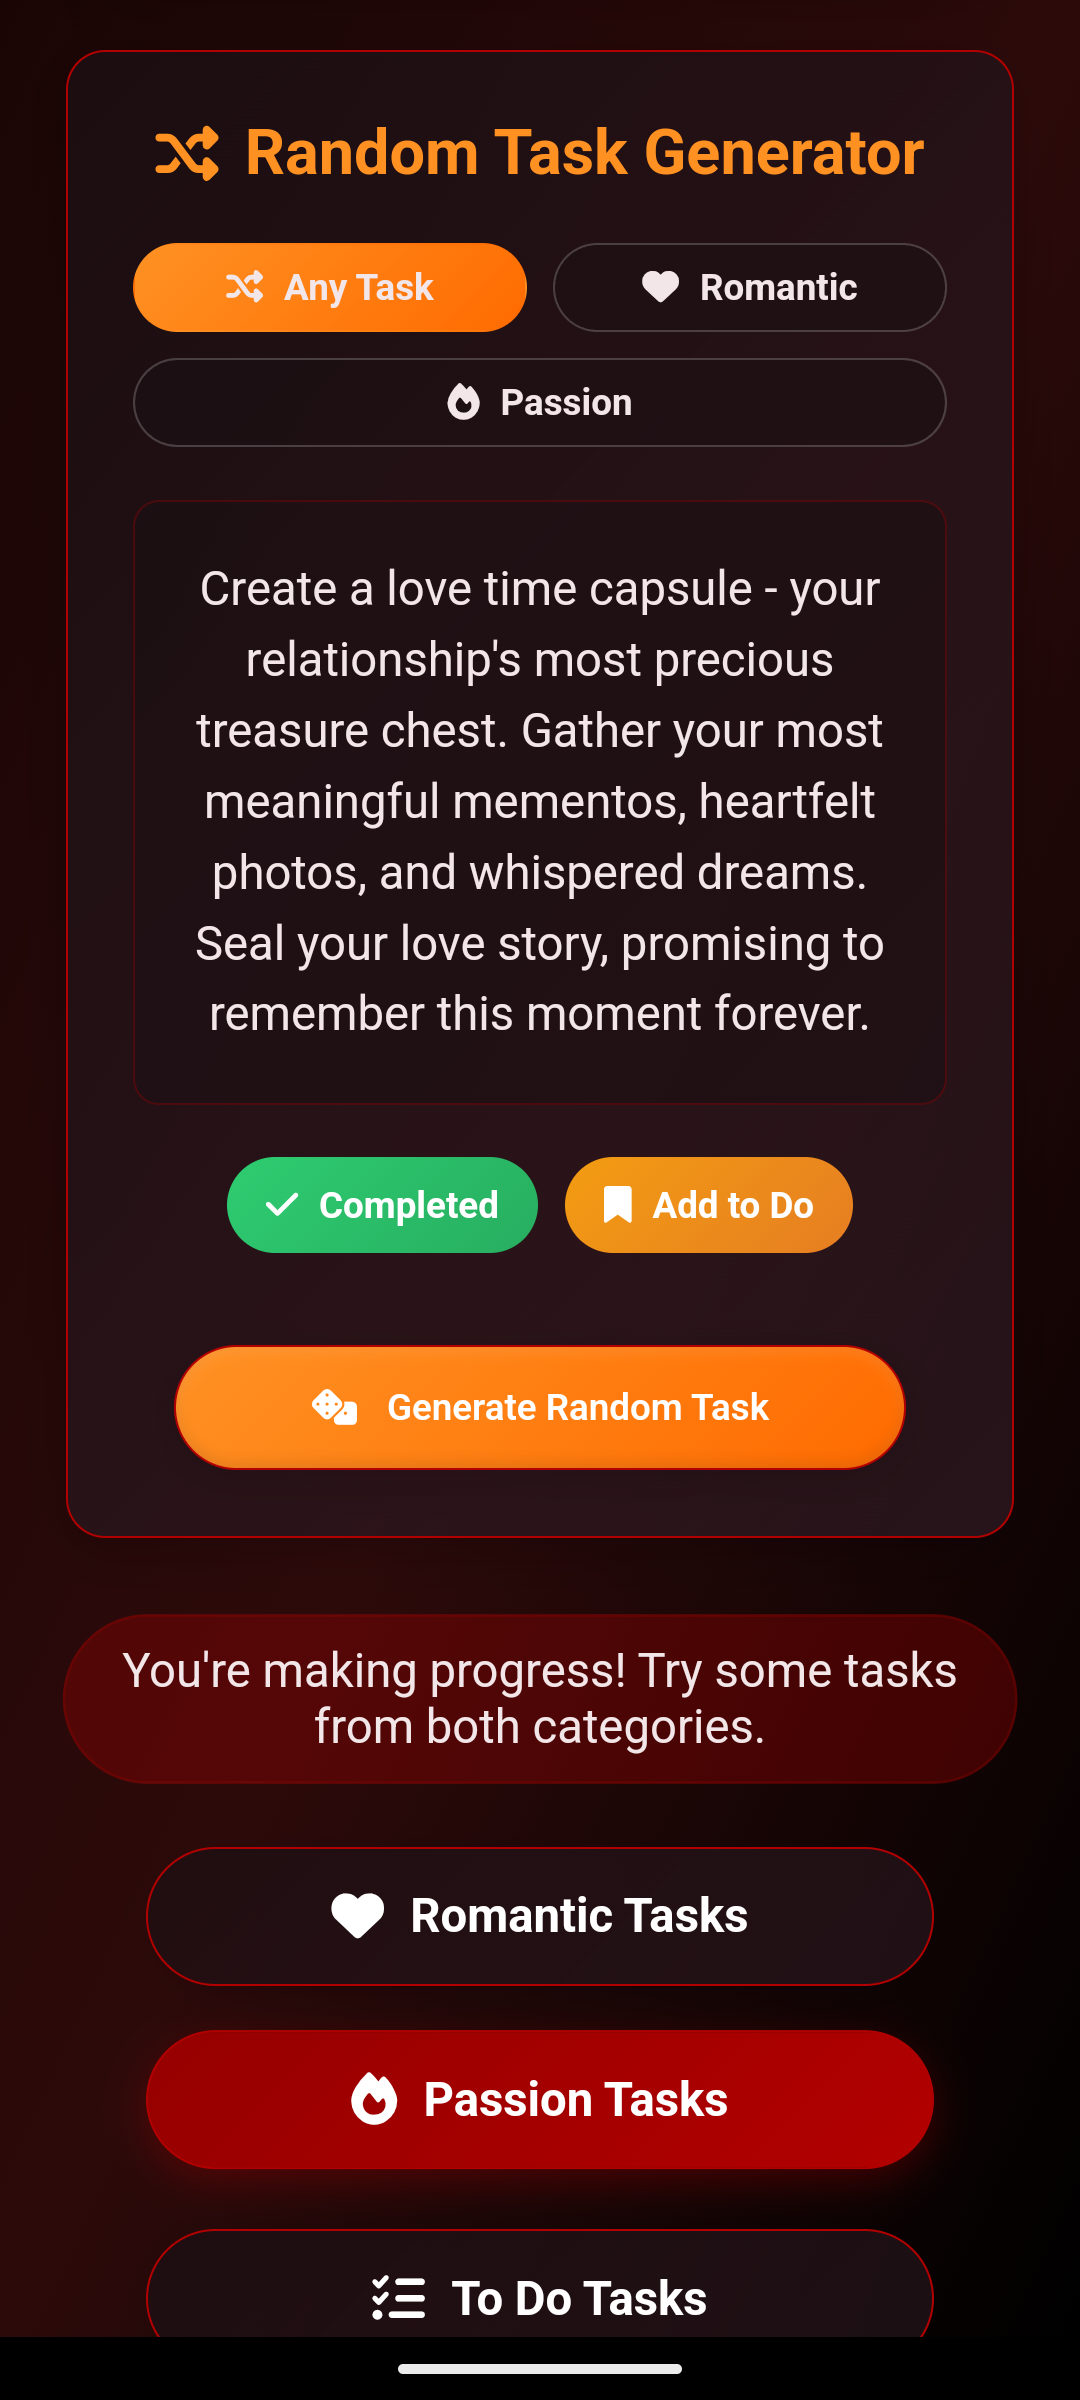 Random Task Generator
Any Task
Romantic
Passion
Create a love time capsule - your
relationship's most precious
treasure chest. Gather your most
meaningful mementos, heartfelt
photos, and whispered dreams.
Seal your love story, promising to
remember this moment forever.
Completed
Add to Do
Generate Random Task
You're making progress! Try some tasks
from both categories.
Romantic Tasks
Passion Tasks
To Do Tasks